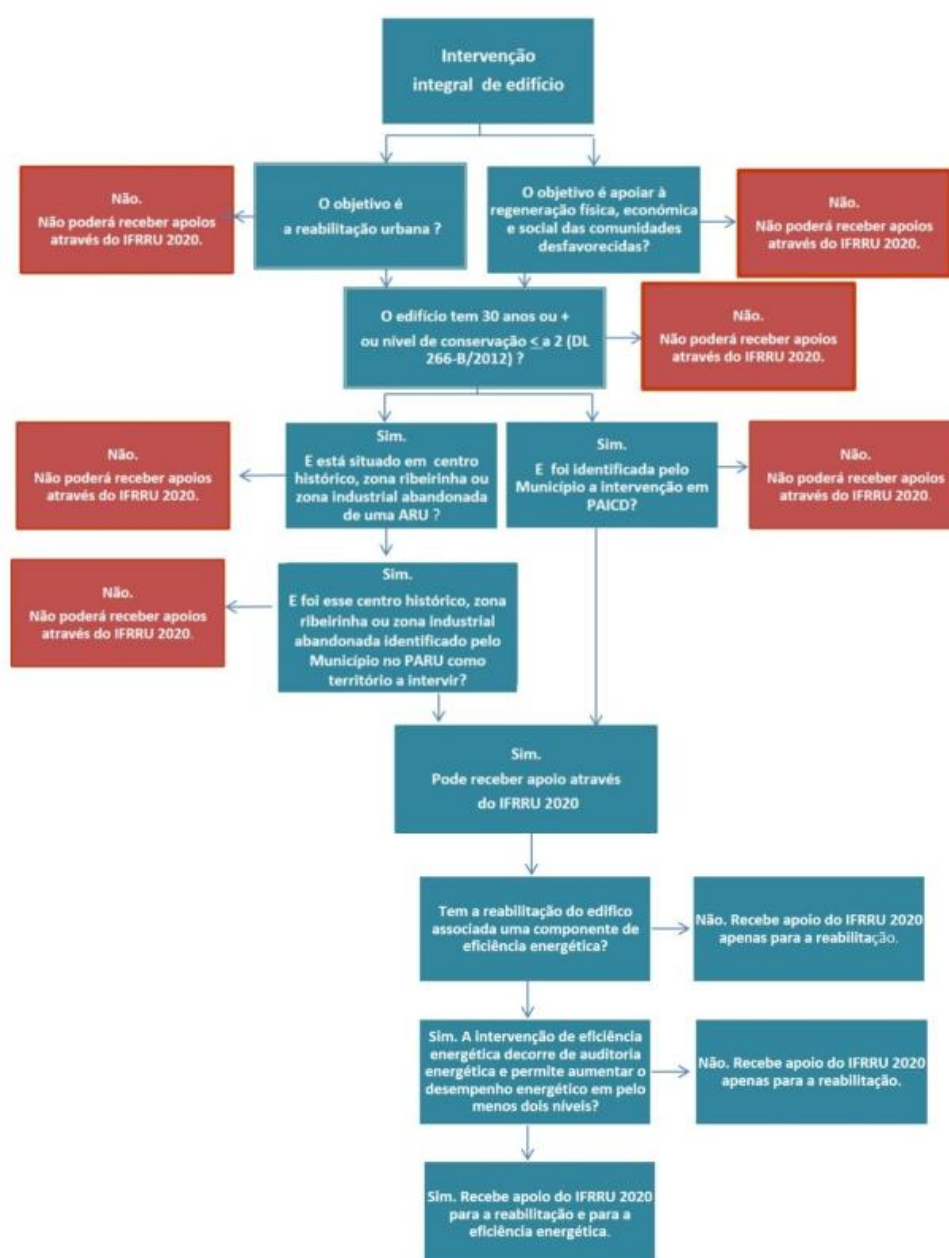 Intervenção
integral de edifício
Não.
Não poderá receber apoios
através do IFRRU 2020.
O objetivo é
a reabilitação urbana ?
O objetivo é apoiar à
regeneração física, económica
e social das comunidades
desfavorecidas?
Não.
Não poderá receber apoios
através do IFRRU 2020.
O edifício tem 30 anos ou +
ou nível de conservação < a 2 (DL
266-B/2012) ?
Não.
Não poderá receber apoios
através do IFRRU 2020.
Não.
Não poderá receber apoios
através do IFRRU 2020.
Sim.
E está situado em centro
histórico, zona ribeirinha ou
zona industrial abandonada
de uma ARU ?
Sim.
E foi identificada pelo
Município a intervenção em
PAICD?
Não.
Não poderá receber apoios
através do IFRRU 2020.
Não.
Não poderá receber apoios
através do IFRRU 2020.
Sim.
E foi esse centro histórico, zona
ribeirinha ou zona industrial
abandonada identificado pelo
Município no PARU como
território a intervir?
Sim.
Pode receber apoio através
do IFRRU 2020
Tem a reabilitação do edifico
associada uma componente de
eficiência energética?
Não. Recebe apoio do IFRRU 2020
apenas para a reabilitação.
Sim. A intervenção de eficiência
energética decorre de auditoria
energética e permite aumentar o
desempenho energético em pelo
menos dois níveis?
Não. Recebe apoio do IFRRU 2020
apenas para a reabilitação.
Sim. Recebe apoio do IFRRU 2020
para a reabilitação e para a
eficiência energética.